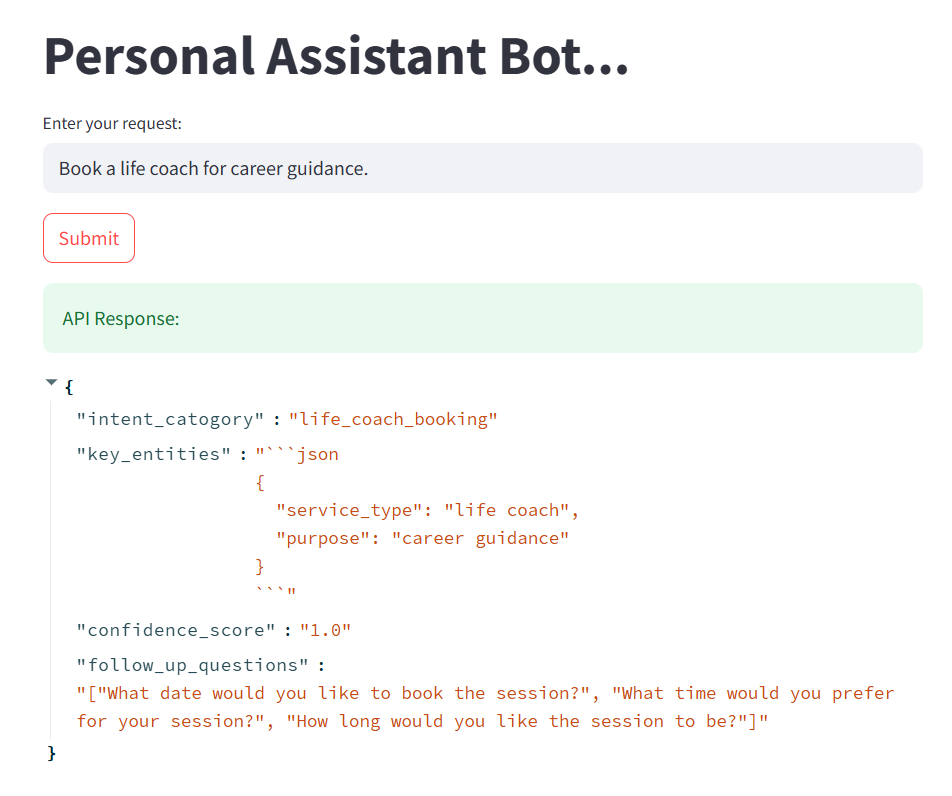 Personal Assistant Bot...
Enter your request:
Book a life coach for career guidance.
Submit
API Response:
{
"intent_catogory" : "life_coach_booking"
"key_entities" : "```json
{
"service_type": "life coach",
"purpose": "career guidance"
}
```"
"confidence_score" : "1.0"
"follow_up_questions" :
"["What date would you like to book the session?", "What time would you prefer
for your session?", "How long would you like the session to be?"]"
}